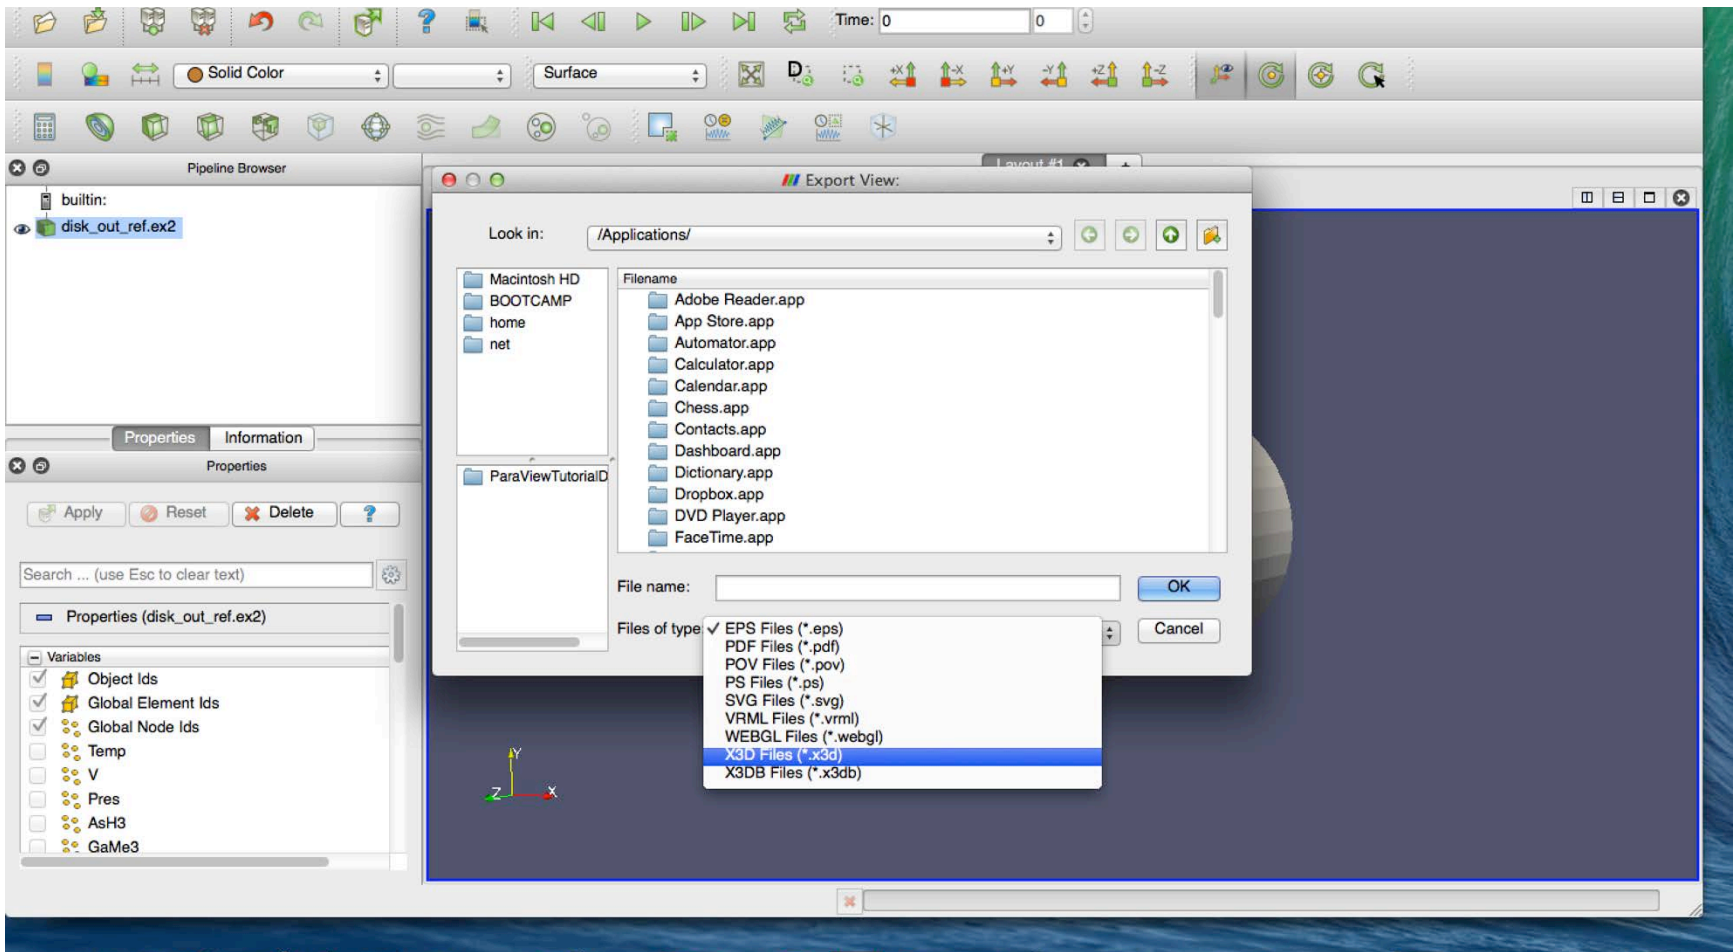 Time: 0 0
Solid Color
Surface
D
+X -X +Y -Y +Z -Z
Pipeline Browser
builtin:
disk_out_ref.ex2
Layout #1 +
Export View:
Look in: /Applications/
Macintosh HD
BOOTCAMP
home
net
ParaViewTutorialD
Filename
Adobe Reader.app
App Store.app
Automator.app
Calculator.app
Calendar.app
Chess.app
Contacts.app
Dashboard.app
Dictionary.app
Dropbox.app
DVD Player.app
FaceTime.app
File name:
OK
Files of type:
Cancel
✓ EPS Files (*.eps)
PDF Files (*.pdf)
POV Files (*.pov)
PS Files (*.ps)
SVG Files (*.svg)
VRML Files (*.vrml)
WEBGL Files (*.webgl)
X3D Files (*.x3d)
X3DB Files (*.x3db)
Properties Information
Properties
Apply Reset Delete ?
Search ... (use Esc to clear text)
Properties (disk_out_ref.ex2)
Variables
Object Ids
Global Element Ids
Global Node Ids
Temp
V
Pres
AsH3
GaMe3
Y
Z X